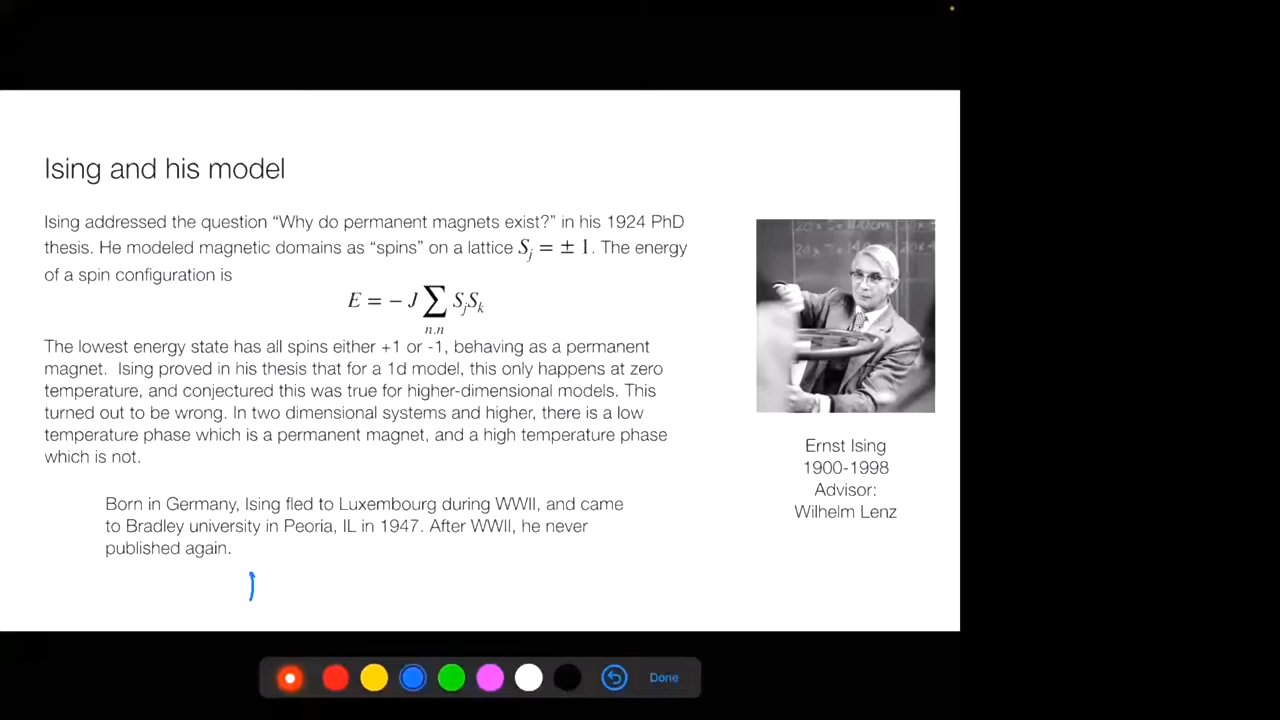 Ising and his model
Ising addressed the question “Why do permanent magnets exist?” in his 1924 PhD
thesis. He modeled magnetic domains as “spins” on a lattice S_j = ± 1. The energy
of a spin configuration is
E = − J ∑ S_jS_k
n.n
The lowest energy state has all spins either +1 or -1, behaving as a permanent
magnet.  Ising proved in his thesis that for a 1d model, this only happens at zero
temperature, and conjectured this was true for higher-dimensional models. This
turned out to be wrong. In two dimensional systems and higher, there is a low
temperature phase which is a permanent magnet, and a high temperature phase
which is not.
Born in Germany, Ising fled to Luxembourg during WWII, and came
to Bradley university in Peoria, IL in 1947. After WWII, he never
published again.
Ernst Ising
1900-1998
Advisor:
Wilhelm Lenz
Done